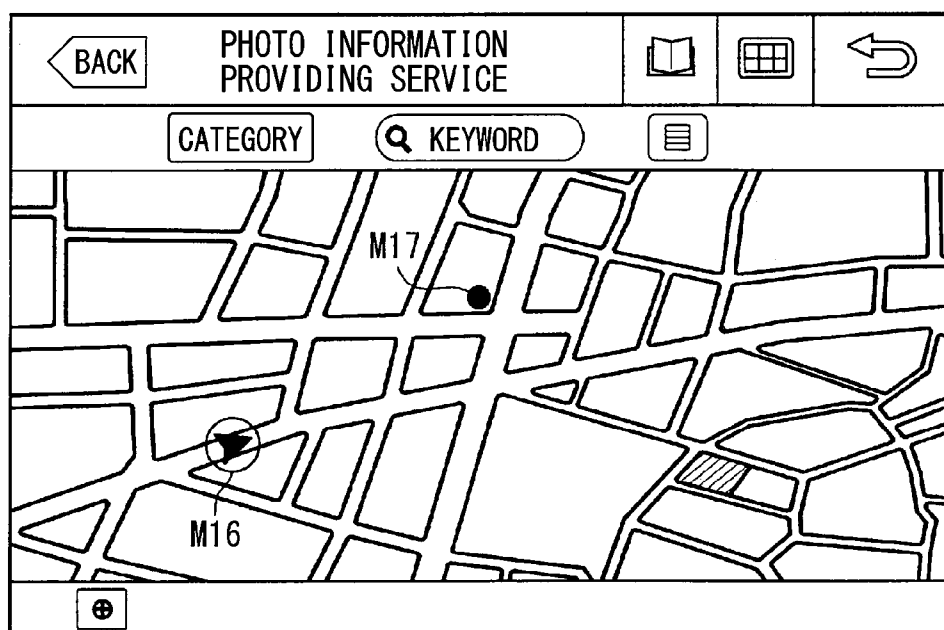 BACK
PHOTO INFORMATION
PROVIDING SERVICE
CATEGORY
KEYWORD
M17
M16